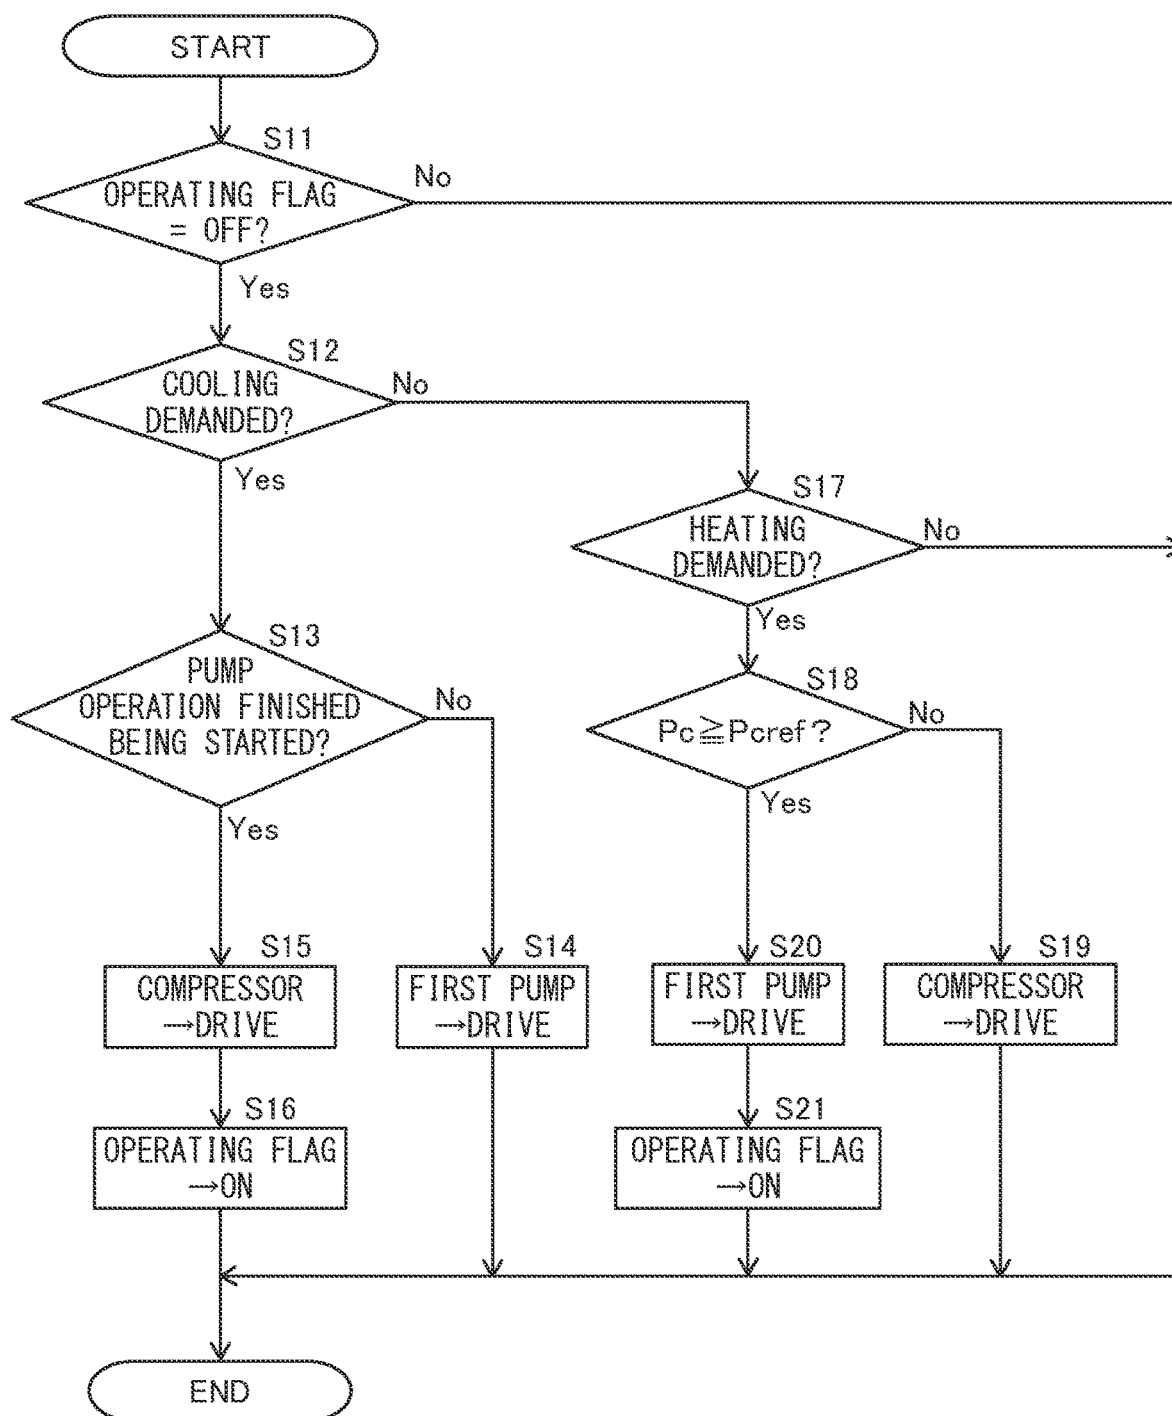 START
S11
OPERATING FLAG
= OFF?
No
Yes
S12
COOLING
DEMANDED?
No
Yes
S17
HEATING
DEMANDED?
No
Yes
S13
PUMP
OPERATION FINISHED
BEING STARTED?
No
Yes
S18
Pc≧Pcref?
No
Yes
S15
COMPRESSOR
→DRIVE
S14
FIRST PUMP
→DRIVE
S20
FIRST PUMP
→DRIVE
S19
COMPRESSOR
→DRIVE
S16
OPERATING FLAG
→ON
S21
OPERATING FLAG
→ON
END